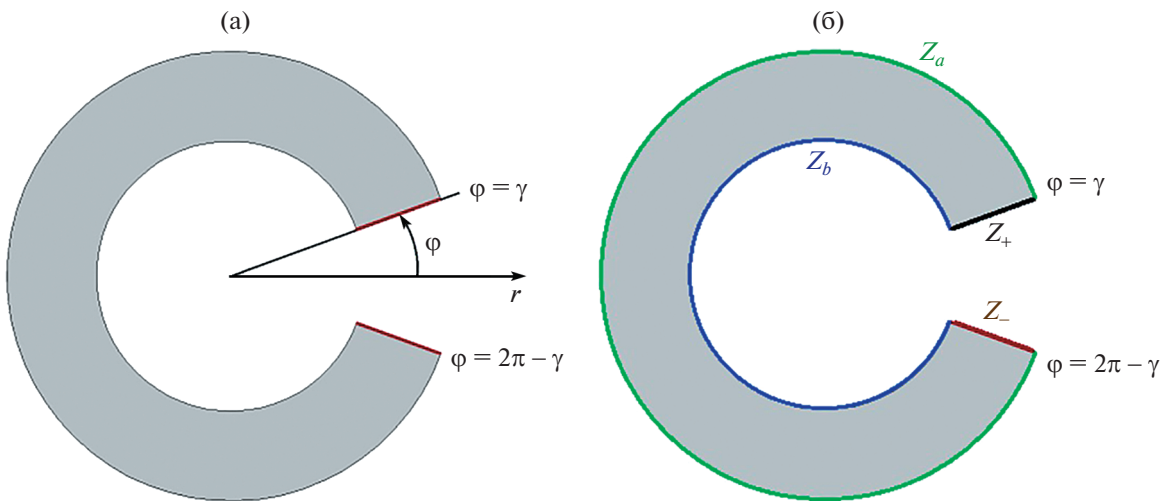 (а)
φ = γ
φ
r
φ = 2π – γ
(б)
Z_a
Z_b
φ = γ
Z_+
Z_–
φ = 2π – γ